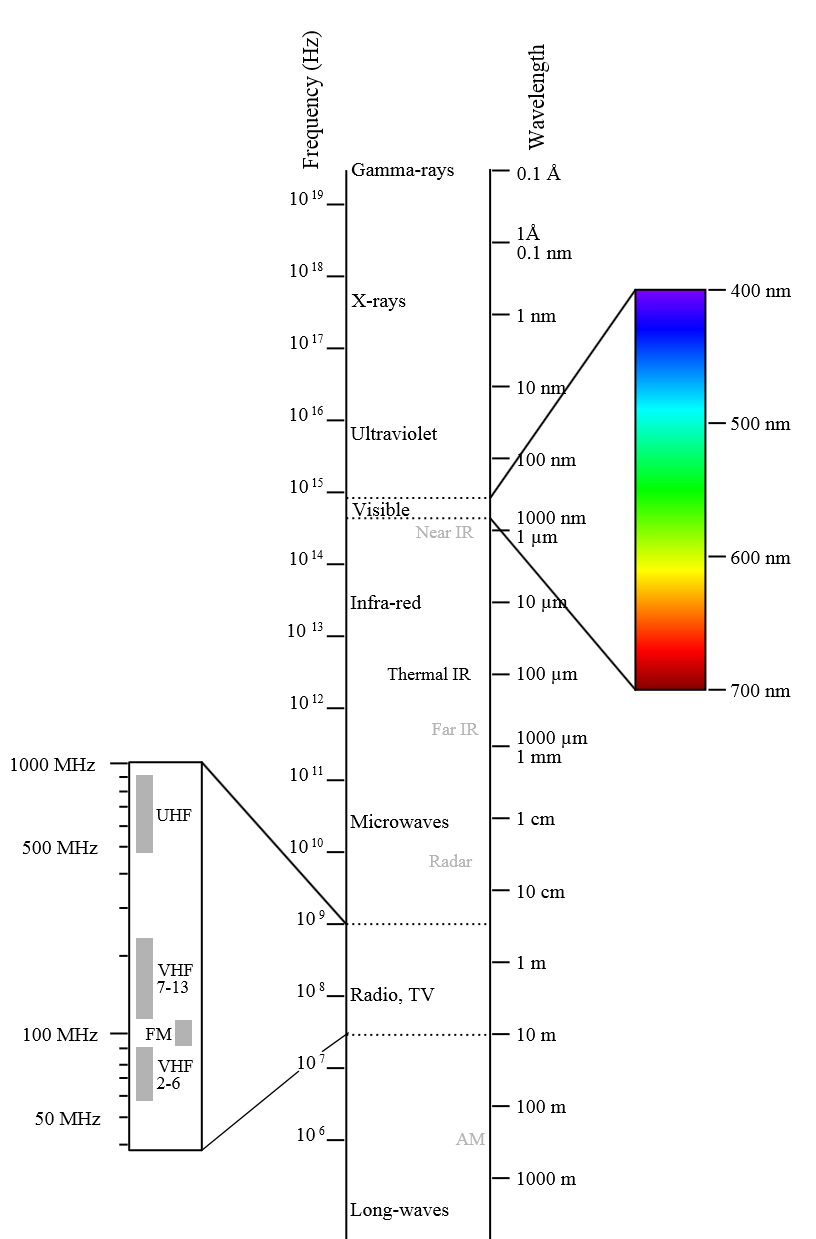 Frequency (Hz)
Wavelength
Gamma-rays
X-rays
Ultraviolet
Visible
Near IR
Infra-red
Thermal IR
Far IR
Microwaves
Radar
Radio, TV
AM
Long-waves
10 19
10 18
10 17
10 16
10 15
10 14
10 13
10 12
10 11
10 10
10 9
10 8
10 7
10 6
0.1 Å
1Å
0.1 nm
1 nm
10 nm
100 nm
1000 nm
1 µm
10 µm
100 µm
1000 µm
1 mm
1 cm
10 cm
1 m
10 m
100 m
1000 m
400 nm
500 nm
600 nm
700 nm
1000 MHz
500 MHz
100 MHz
50 MHz
UHF
VHF
7-13
FM
VHF
2-6